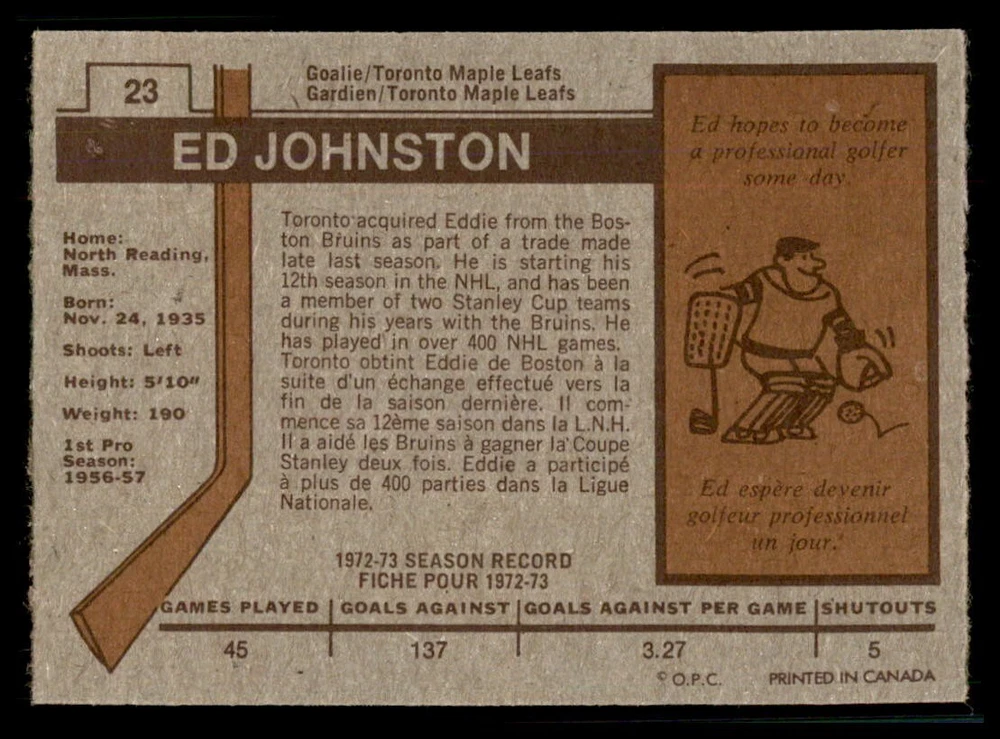 23
Goalie/Toronto Maple Leafs
Gardien/Toronto Maple Leafs
ED JOHNSTON
Home:
North Reading,
Mass.
Born:
Nov. 24, 1935
Shoots: Left
Height: 5'10"
Weight: 190
1st Pro
Season:
1956-57
Toronto acquired Eddie from the Bos-
ton Bruins as part of a trade made
late last season. He is starting his
12th season in the NHL, and has been
a member of two Stanley Cup teams
during his years with the Bruins. He
has played in over 400 NHL games.
Toronto obtint Eddie de Boston à la
suite d'un échange effectué vers la
fin de la saison dernière. Il com-
mence sa 12ème saison dans la L.N.H.
Il a aidé les Bruins à gagner la Coupe
Stanley deux fois. Eddie a participé
à plus de 400 parties dans la Ligue
Nationale.
Ed hopes to become
a professional golfer
some day.
Ed espère devenir
golfeur professionnel
un jour.
1972-73 SEASON RECORD
FICHE POUR 1972-73
GAMES PLAYED GOALS AGAINST GOALS AGAINST PER GAME SHUTOUTS
45 137 3.27 5
© O.P.C. PRINTED IN CANADA